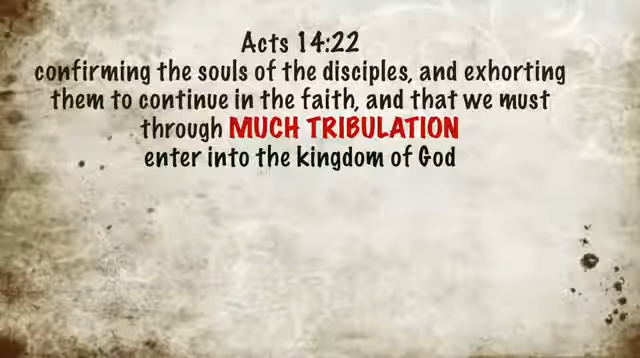 Acts 14:22
confirming the souls of the disciples, and exhorting
them to continue in the faith, and that we must
through MUCH TRIBULATION
enter into the kingdom of God